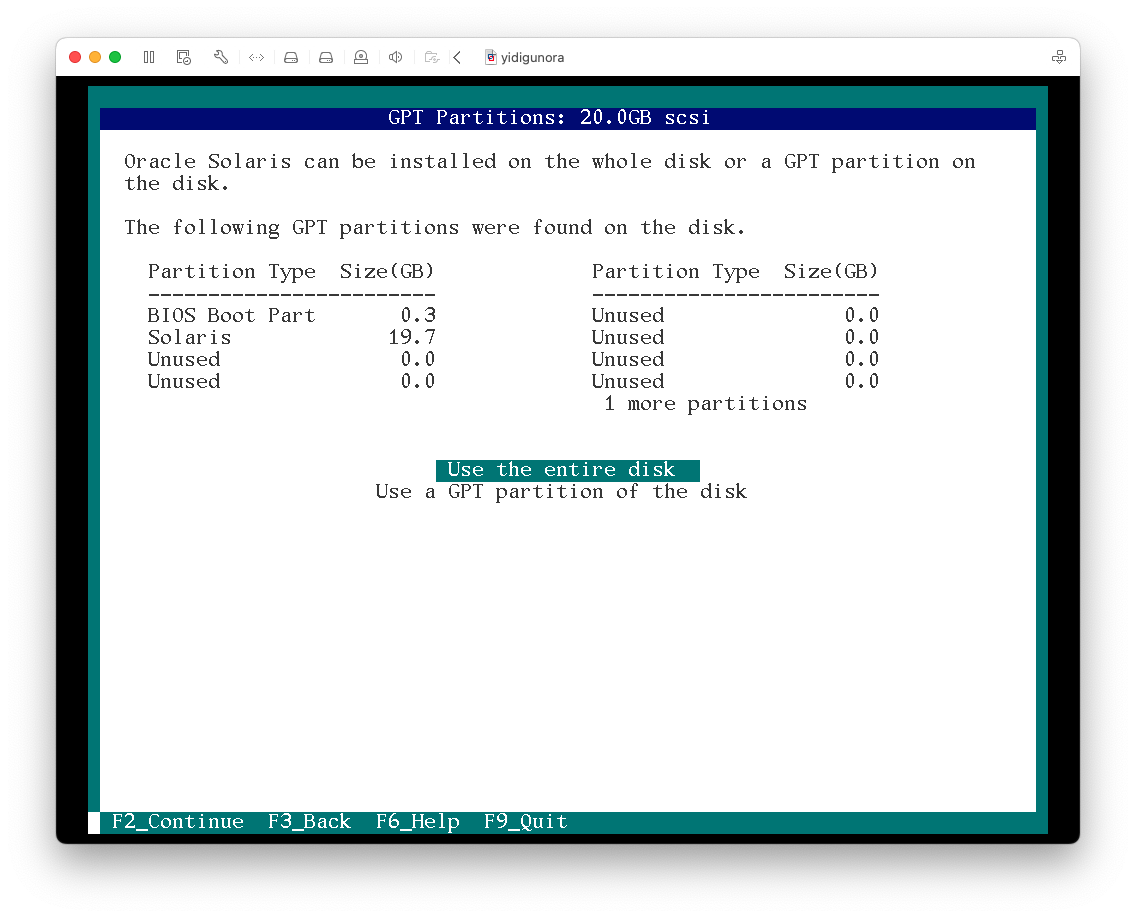 yidigunora
GPT Partitions: 20.0GB scsi
Oracle Solaris can be installed on the whole disk or a GPT partition on
the disk.
The following GPT partitions were found on the disk.
Partition Type  Size(GB)    Partition Type  Size(GB)
------------------------    ------------------------
BIOS Boot Part       0.3    Unused               0.0
Solaris             19.7    Unused               0.0
Unused               0.0    Unused               0.0
Unused               0.0    Unused               0.0
1 more partitions
Use the entire disk
Use a GPT partition of the disk
F2_Continue  F3_Back  F6_Help  F9_Quit